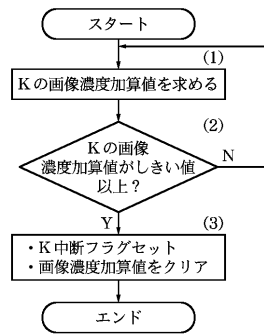 スタート
(1)
Kの画像濃度加算値を求める
(2)
Kの画像
濃度加算値がしきい値
以上？
N
Y
(3)
・K中断フラグセット
・画像濃度加算値をクリア
エンド